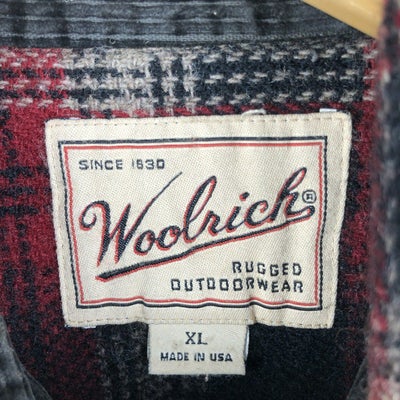 SINCE 1830
Woolrich®
RUGGED
OUTDOORWEAR
XL
MADE IN USA